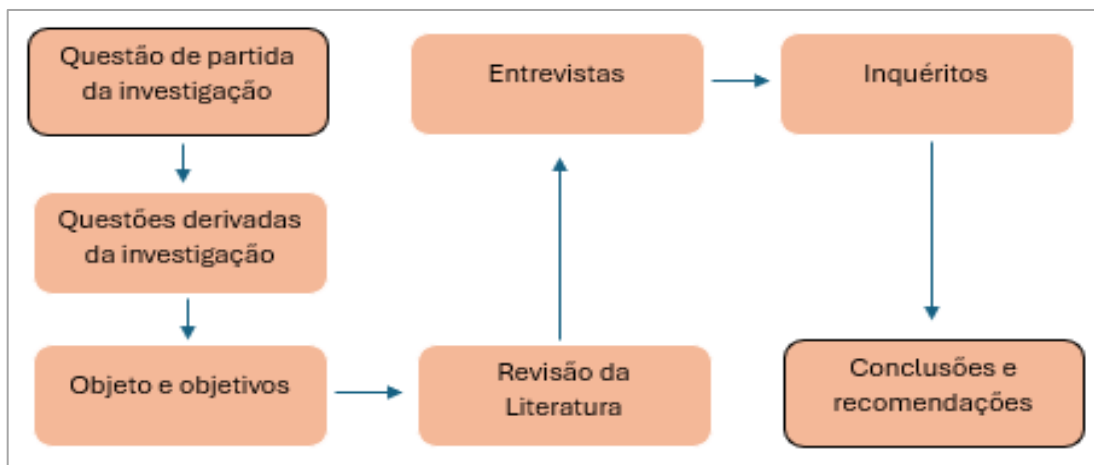 Questão de partida
da investigação
Questões derivadas
da investigação
Objeto e objetivos
Revisão da
Literatura
Entrevistas
Inquéritos
Conclusões e
recomendações